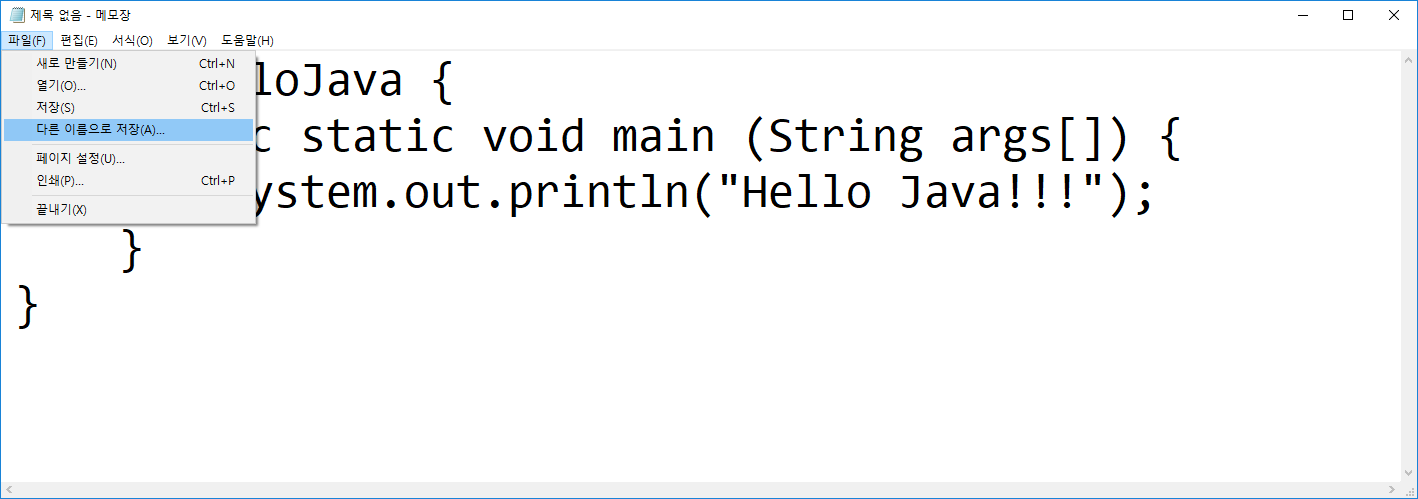 제목 없음 - 메모장
파일(F) 편집(E) 서식(O) 보기(V) 도움말(H)
새로 만들기(N) Ctrl+N
열기(O)... Ctrl+O
저장(S) Ctrl+S
다른 이름으로 저장(A)...
페이지 설정(U)...
인쇄(P)... Ctrl+P
끝내기(X)
loJava {
c static void main (String args[]) {
ystem.out.println("Hello Java!!!");
}
}